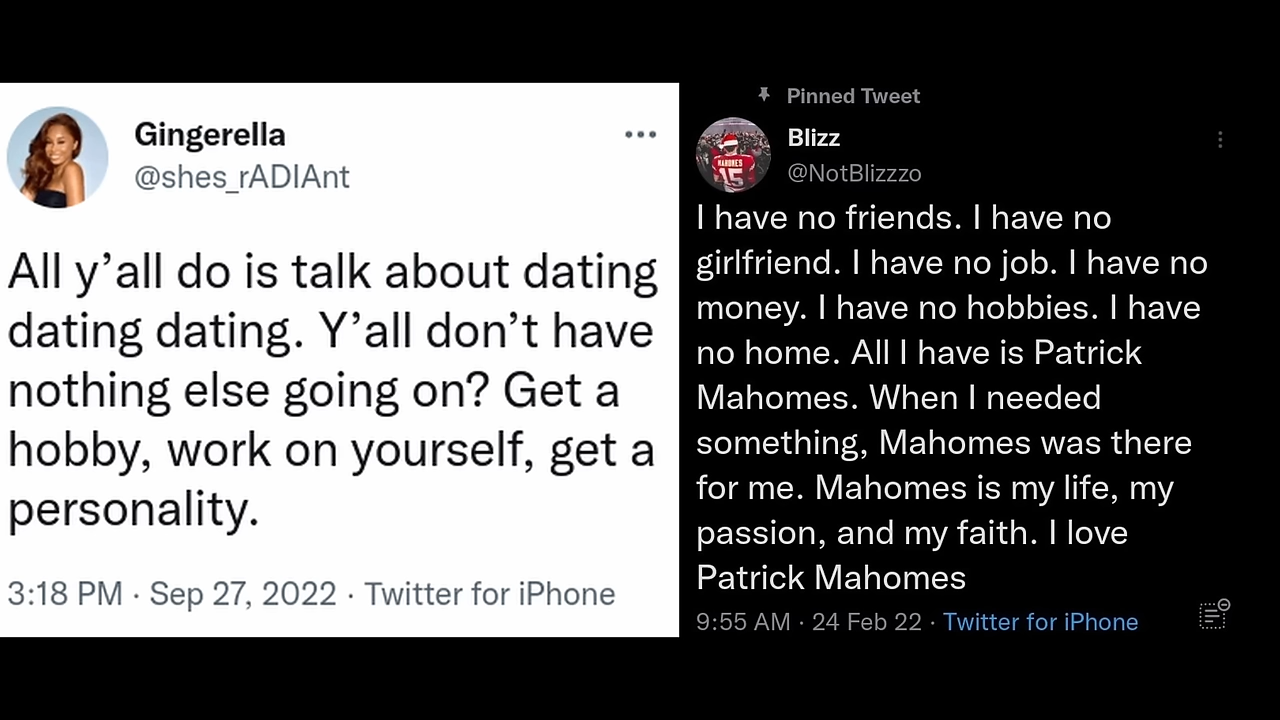 Gingerella
@shes_rADIAnt
All y’all do is talk about dating
dating dating. Y’all don’t have
nothing else going on? Get a
hobby, work on yourself, get a
personality.
3:18 PM · Sep 27, 2022 · Twitter for iPhone
Pinned Tweet
Blizz
@NotBlizzzo
MAHOMES
15
I have no friends. I have no
girlfriend. I have no job. I have no
money. I have no hobbies. I have
no home. All I have is Patrick
Mahomes. When I needed
something, Mahomes was there
for me. Mahomes is my life, my
passion, and my faith. I love
Patrick Mahomes
9:55 AM · 24 Feb 22 · Twitter for iPhone